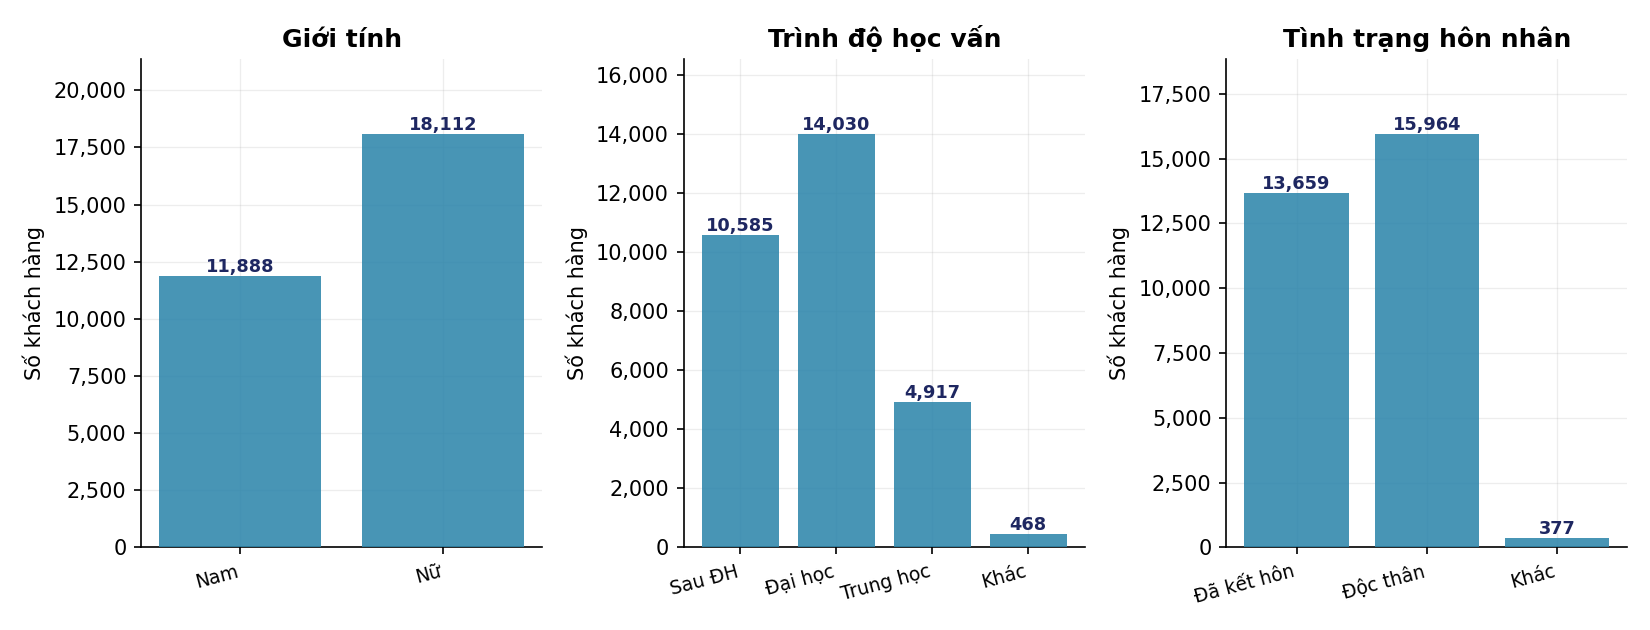 Giới tính
Số khách hàng
20,000
17,500
15,000
12,500
10,000
7,500
5,000
2,500
0
11,888
18,112
Nam
Nữ
Trình độ học vấn
Số khách hàng
16,000
14,000
12,000
10,000
8,000
6,000
4,000
2,000
0
10,585
14,030
4,917
468
Sau ĐH
Đại học
Trung học
Khác
Tình trạng hôn nhân
Số khách hàng
17,500
15,000
12,500
10,000
7,500
5,000
2,500
0
13,659
15,964
377
Đã kết hôn
Độc thân
Khác